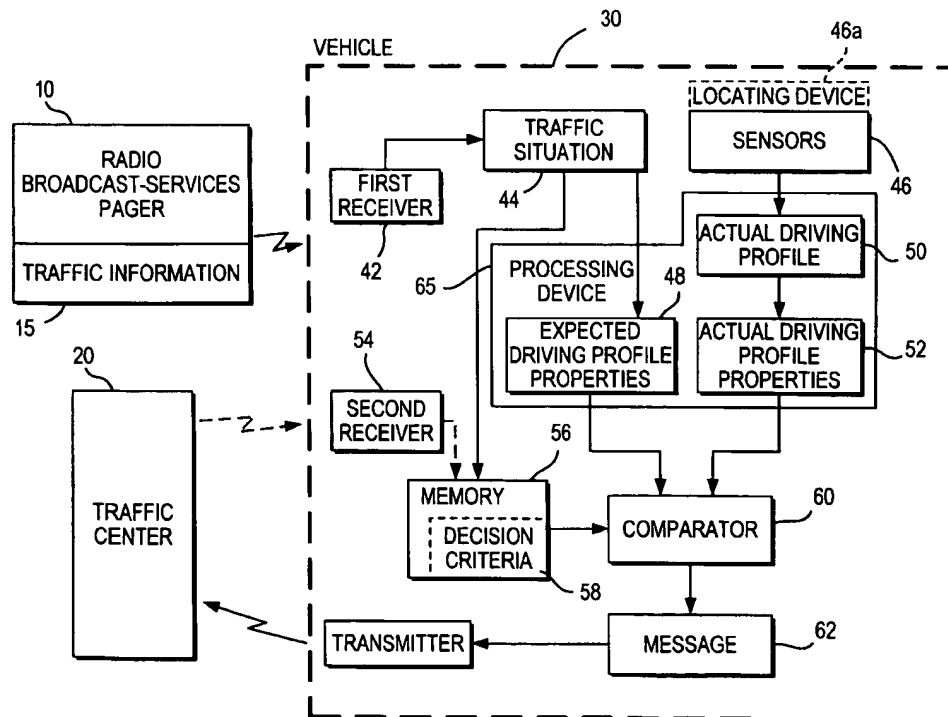 VEHICLE
30
46a
10
RADIO
BROADCAST-SERVICES
PAGER
TRAFFIC INFORMATION
15
TRAFFIC
SITUATION
44
LOCATING DEVICE
SENSORS
46
FIRST
RECEIVER
42
65
PROCESSING
DEVICE
48
EXPECTED
DRIVING PROFILE
PROPERTIES
ACTUAL DRIVING
PROFILE
50
ACTUAL DRIVING
PROFILE
PROPERTIES
52
20
TRAFFIC
CENTER
54
SECOND
RECEIVER
56
MEMORY
DECISION
CRITERIA
58
COMPARATOR
60
TRANSMITTER
MESSAGE
62